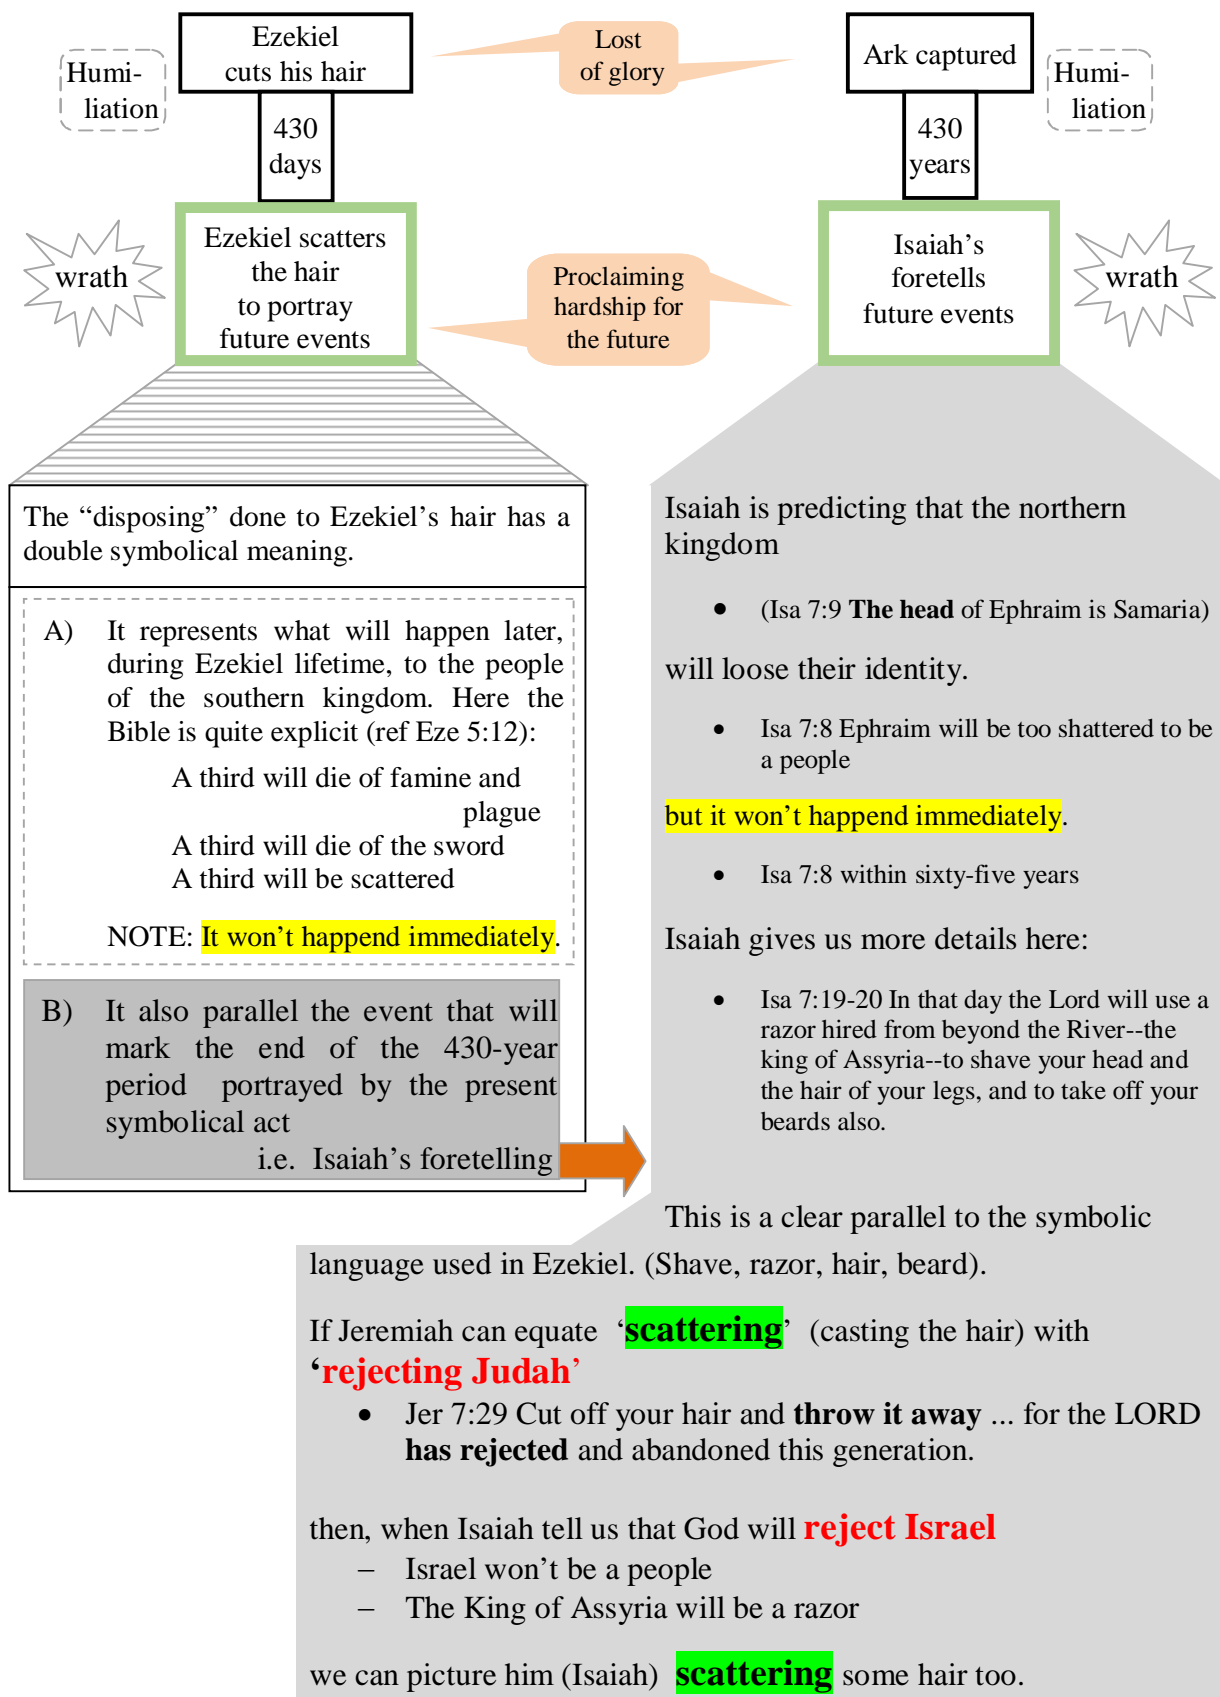 Ezekiel
cuts his hair
Lost
of glory
Ark captured
Humi-
liation
Humi-
liation
430
days
430
years
wrath
Ezekiel scatters
the hair
to portray
future events
Proclaiming
hardship for
the future
Isaiah’s
foretells
future events
wrath
The “disposing” done to Ezekiel’s hair has a
double symbolical meaning.
A) It represents what will happen later,
during Ezekiel lifetime, to the people
of the southern kingdom. Here the
Bible is quite explicit (ref Eze 5:12):
A third will die of famine and
plague
A third will die of the sword
A third will be scattered
NOTE: It won’t happend immediately.
B) It also parallel the event that will
mark the end of the 430-year
period portrayed by the present
symbolical act
i.e. Isaiah’s foretelling
Isaiah is predicting that the northern
kingdom
• (Isa 7:9 The head of Ephraim is Samaria)
will loose their identity.
• Isa 7:8 Ephraim will be too shattered to be
a people
but it won’t happend immediately.
• Isa 7:8 within sixty-five years
Isaiah gives us more details here:
• Isa 7:19-20 In that day the Lord will use a
razor hired from beyond the River--the
king of Assyria--to shave your head and
the hair of your legs, and to take off your
beards also.
This is a clear parallel to the symbolic
language used in Ezekiel. (Shave, razor, hair, beard).
If Jeremiah can equate ‘scattering’ (casting the hair) with
‘rejecting Judah’
• Jer 7:29 Cut off your hair and throw it away ... for the LORD
has rejected and abandoned this generation.
then, when Isaiah tell us that God will reject Israel
– Israel won’t be a people
– The King of Assyria will be a razor
we can picture him (Isaiah) scattering some hair too.